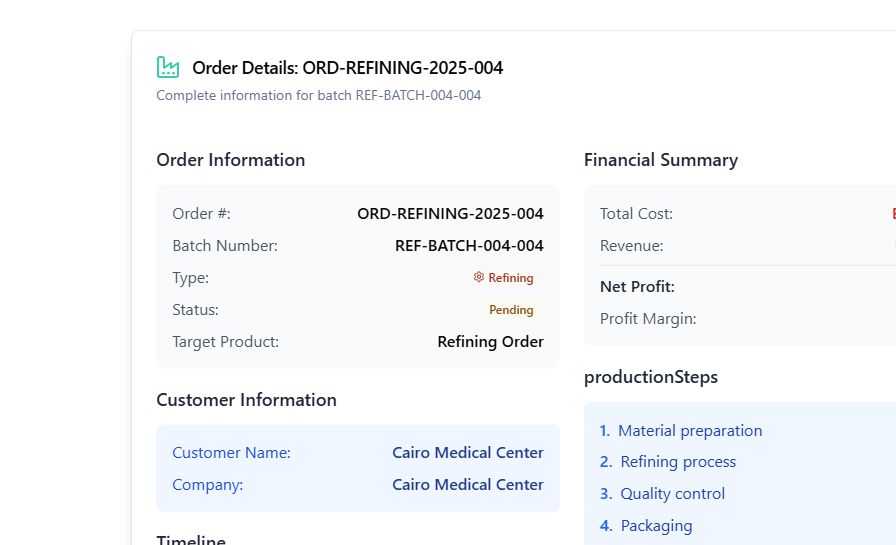 Order Details: ORD-REFINING-2025-004
Complete information for batch REF-BATCH-004-004
Order Information
Order #: ORD-REFINING-2025-004
Batch Number: REF-BATCH-004-004
Type: Refining
Status: Pending
Target Product: Refining Order
Customer Information
Customer Name: Cairo Medical Center
Company: Cairo Medical Center
Timeline
Financial Summary
Total Cost:
Revenue:
Net Profit:
Profit Margin:
productionSteps
1. Material preparation
2. Refining process
3. Quality control
4. Packaging